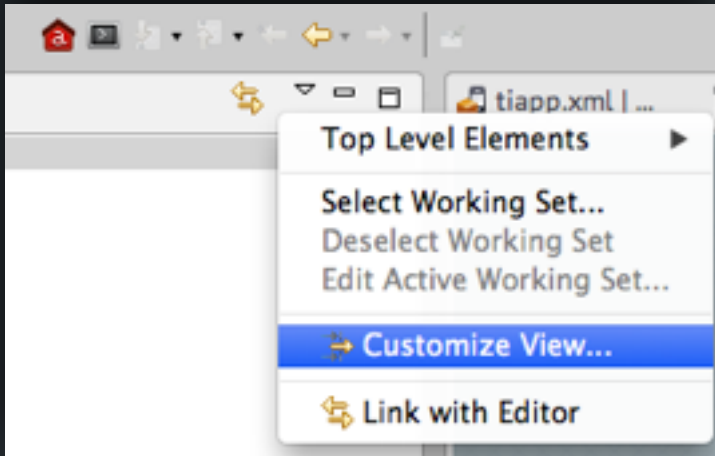 a
tiapp.xml | ...
Top Level Elements
Select Working Set...
Deselect Working Set
Edit Active Working Set...
Customize View...
Link with Editor